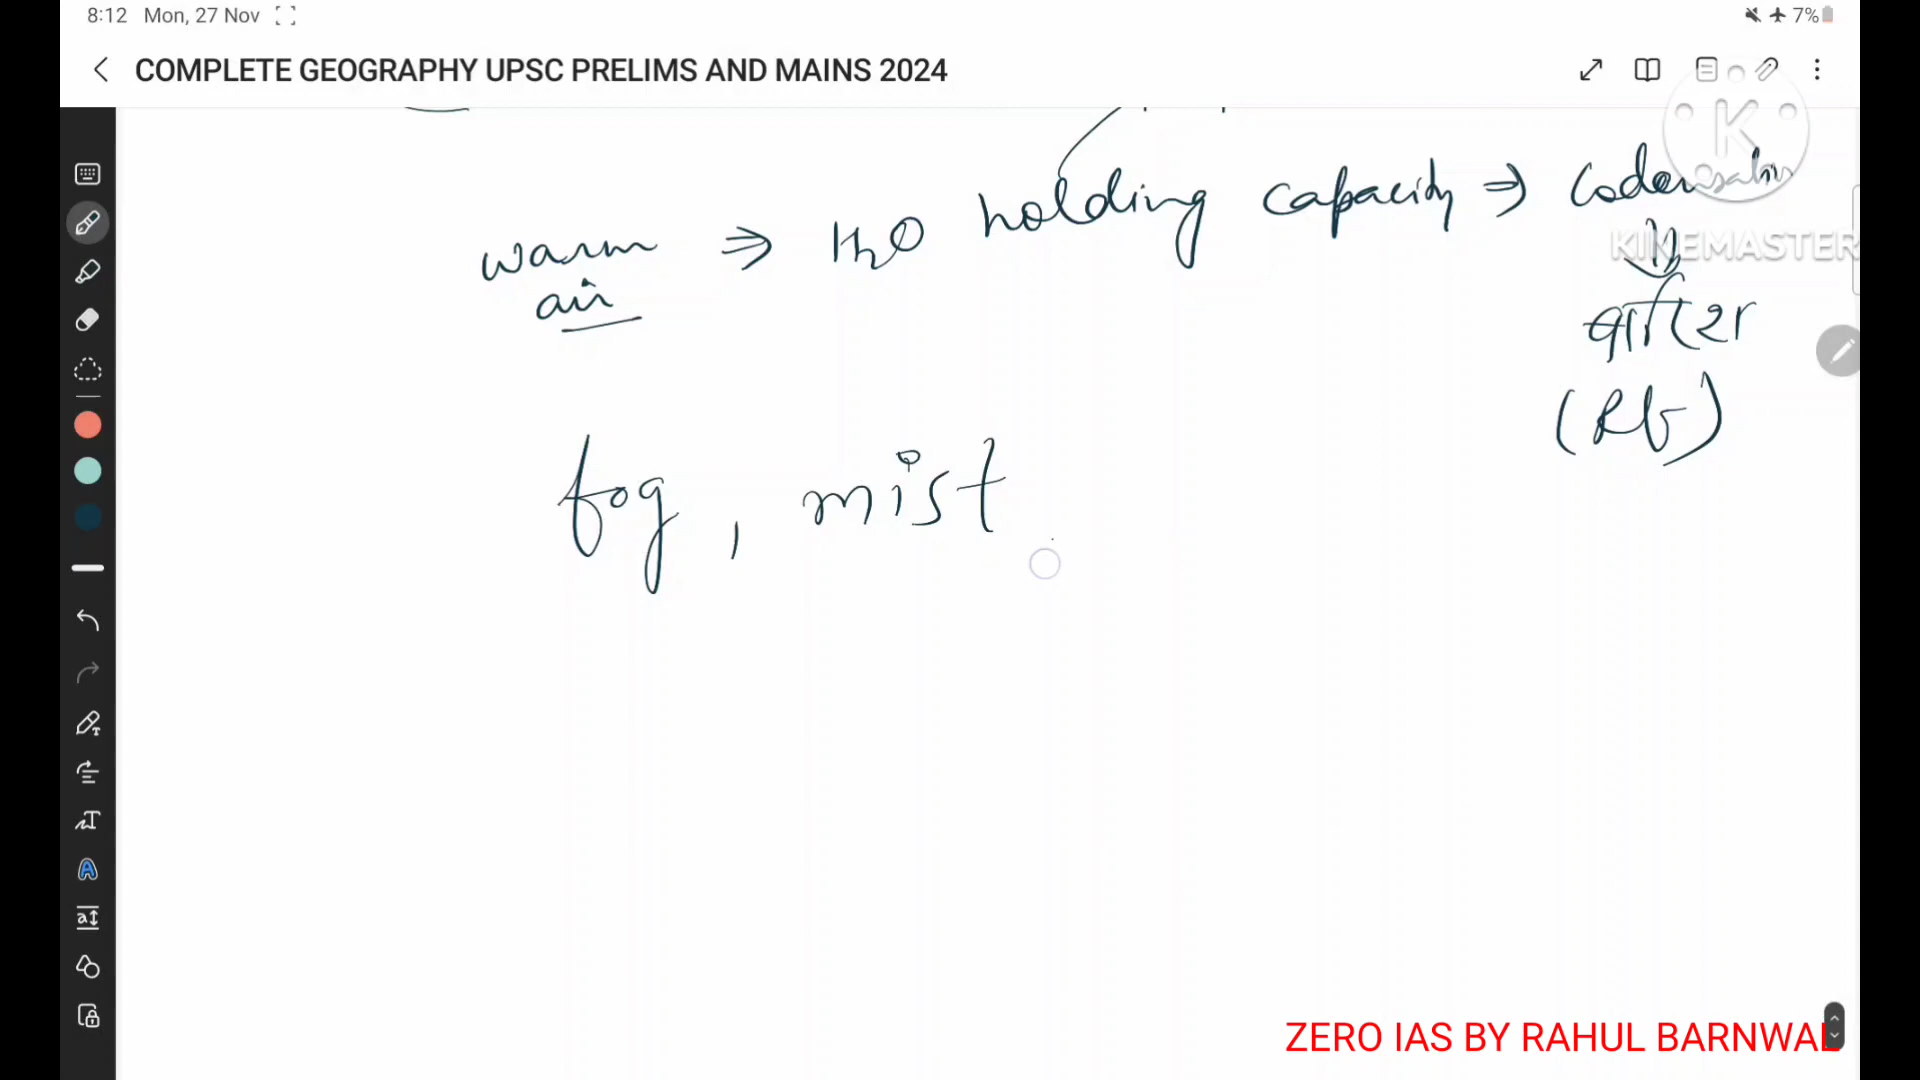 8:12 Mon, 27 Nov 7%
COMPLETE GEOGRAPHY UPSC PRELIMS AND MAINS 2024
K
KINEMASTER
warm air ⇒ H2O holding capacity ⇒
बारिश
(Rf)
fog, mist
ZERO IAS BY RAHUL BARNWAL